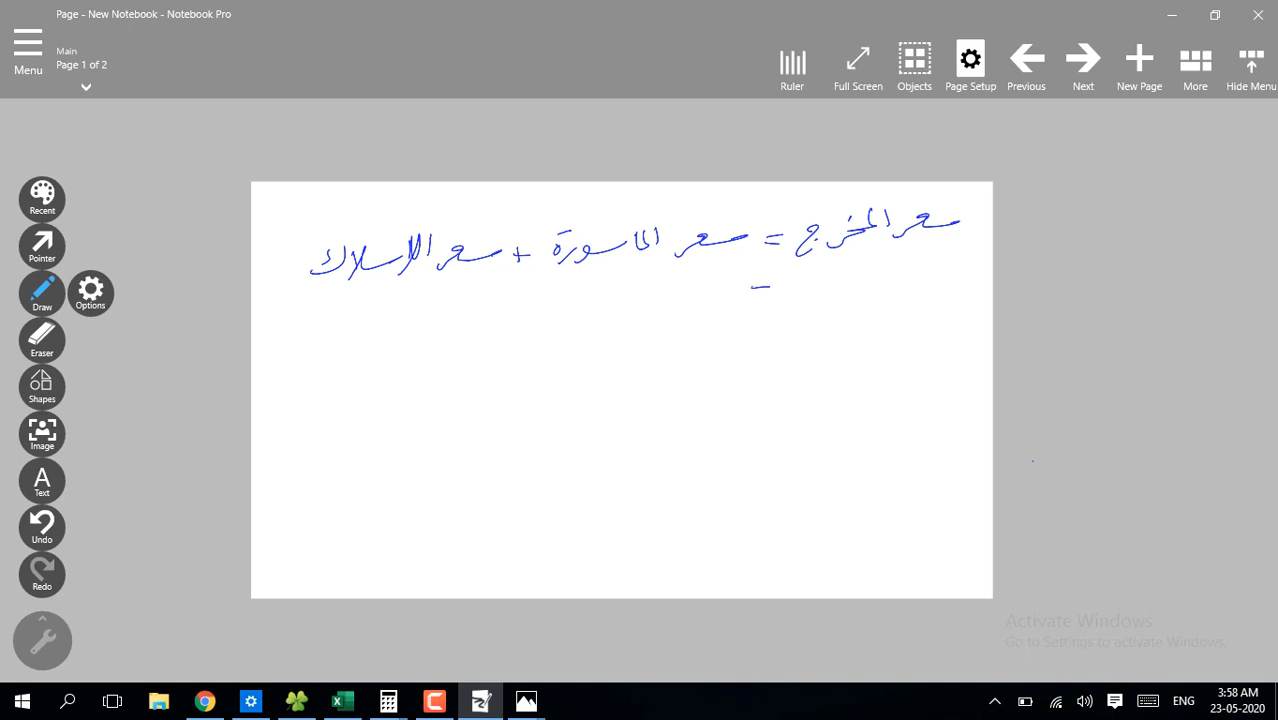 Page - New Notebook - Notebook Pro
Menu
Main
Page 1 of 2
Ruler
Full Screen
Objects
Page Setup
Previous
Next
New Page
More
Hide Menu
Recent
Pointer
Draw
Options
Eraser
Shapes
Image
Text
Undo
Redo
سعر المخرج = سعر الماسورة + سعر الاسلاك
=
Activate Windows
Go to Settings to activate Windows.
ENG
3:58 AM
23-05-2020